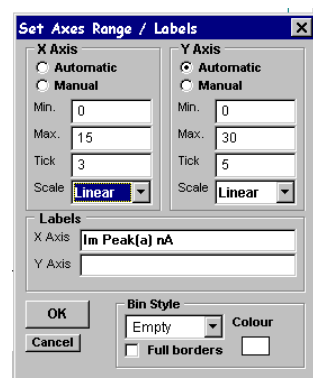 Set Axes Range / Labels
X Axis
Automatic
Manual
Min. 0
Max. 15
Tick 3
Scale Linear
Y Axis
Automatic
Manual
Min. 0
Max. 30
Tick 5
Scale Linear
Labels
X Axis Im Peak(a) nA
Y Axis
OK
Cancel
Bin Style
Empty
Colour
Full borders